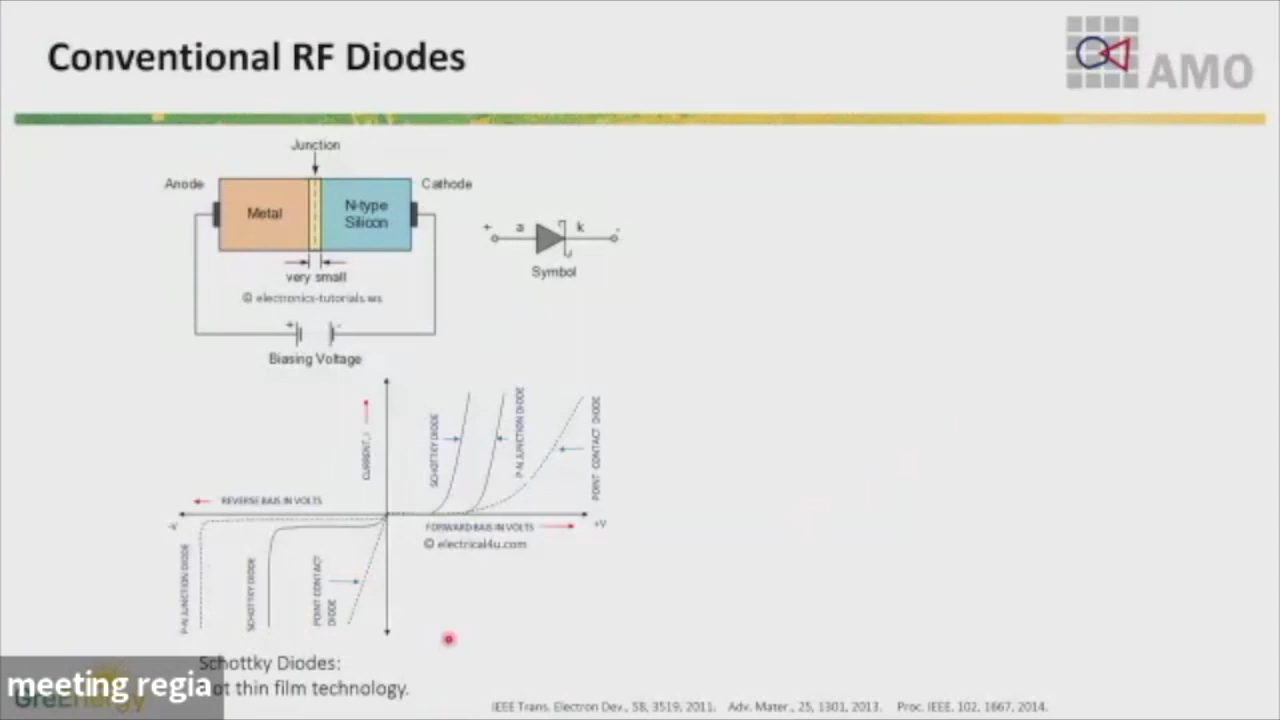 Conventional RF Diodes
AMO
Junction
Anode
Cathode
Metal
N-type
Silicon
very small
© electronics-tutorials.ws
+ -
Biasing Voltage
+ a k -
Symbol
CURRENT, I
SCHOTTKY DIODE
P-N JUNCTION DIODE
POINT CONTACT DIODE
REVERSE BAIS IN VOLTS
-V
FORWARD BAIS IN VOLTS
+V
© electrical4u.com
P-N JUNCTION DIODE
SCHOTTKY DIODE
POINT CONTACT
DIODE
Schottky Diodes:
ot thin film technology.
meeting regia
GreEnergy
IEEE Trans. Electron Dev., 58, 3519, 2011. Adv. Mater., 25, 1301, 2013. Proc. IEEE, 102, 1667, 2014.